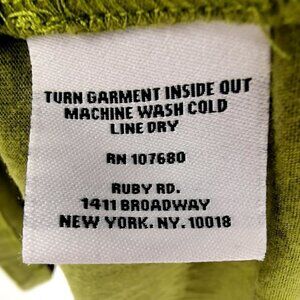 TURN GARMENT INSIDE OUT
MACHINE WASH COLD
LINE DRY
RN 107680
RUBY RD.
1411 BROADWAY
NEW YORK. NY. 10018